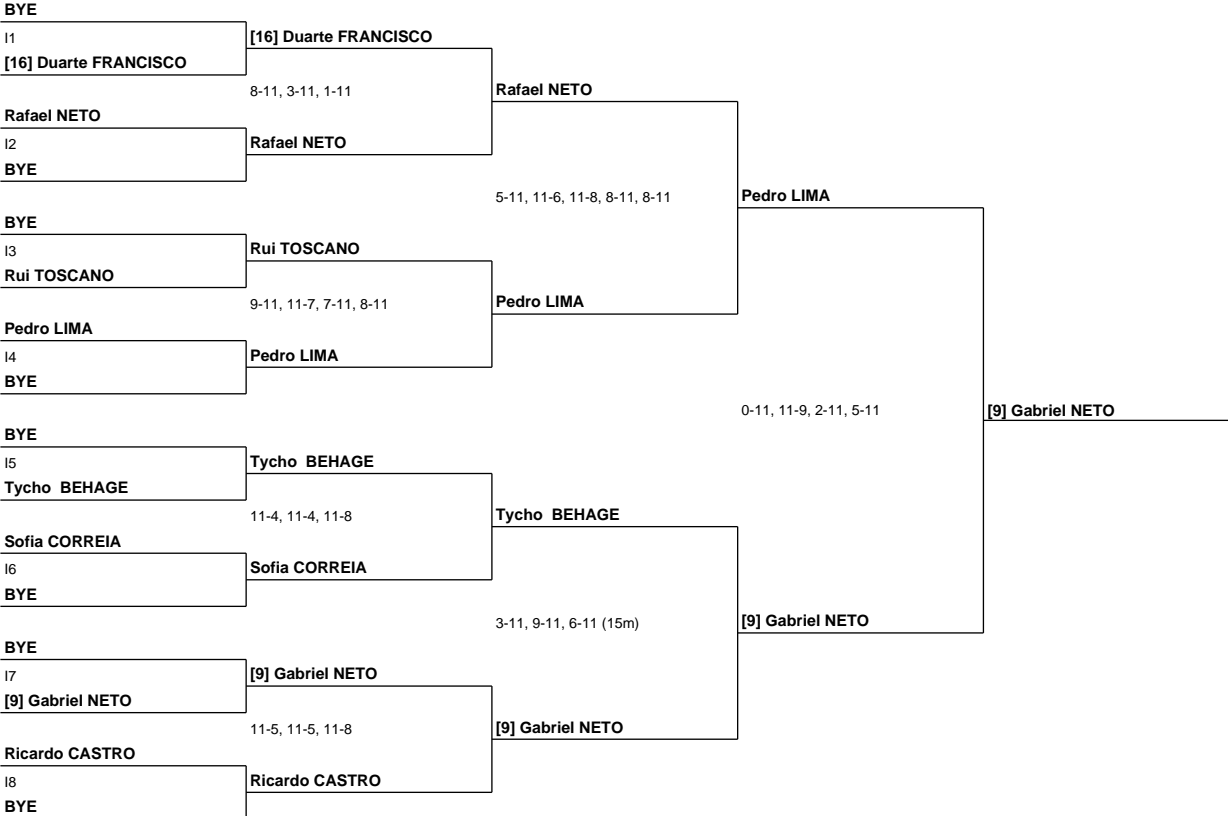 BYE
I1
[16] Duarte FRANCISCO
[16] Duarte FRANCISCO
8-11, 3-11, 1-11
Rafael NETO
Rafael NETO
I2
Rafael NETO
BYE
5-11, 11-6, 11-8, 8-11, 8-11
Pedro LIMA
BYE
I3
Rui TOSCANO
Rui TOSCANO
9-11, 11-7, 7-11, 8-11
Pedro LIMA
Pedro LIMA
I4
Pedro LIMA
BYE
0-11, 11-9, 2-11, 5-11
[9] Gabriel NETO
BYE
I5
Tycho  BEHAGE
Tycho  BEHAGE
11-4, 11-4, 11-8
Tycho  BEHAGE
Sofia CORREIA
I6
Sofia CORREIA
BYE
3-11, 9-11, 6-11 (15m)
[9] Gabriel NETO
BYE
I7
[9] Gabriel NETO
[9] Gabriel NETO
11-5, 11-5, 11-8
[9] Gabriel NETO
Ricardo CASTRO
I8
Ricardo CASTRO
BYE